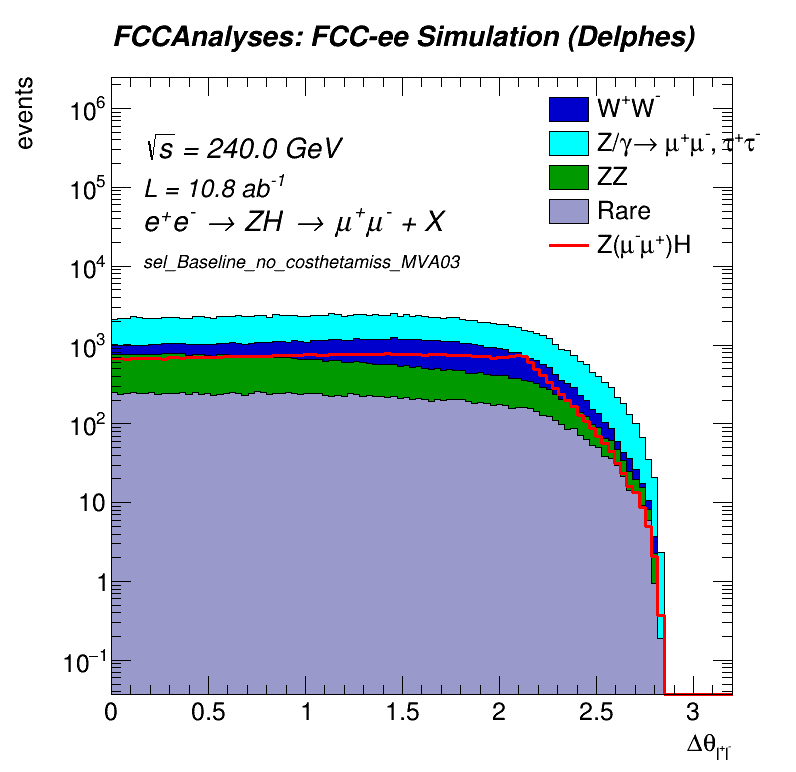 FCCAnalyses: FCC-ee Simulation (Delphes)
events
√s = 240.0 GeV
L = 10.8 ab⁻¹
e⁺e⁻ → ZH → μ⁺μ⁻ + X
sel_Baseline_no_costhetamiss_MVA03
W⁺W⁻
Z/γ→ μ⁺μ⁻, τ⁺τ⁻
ZZ
Rare
Z(μ⁻μ⁺)H
10⁶
10⁵
10⁴
10³
10²
10
1
10⁻¹
0 0.5 1 1.5 2 2.5 3
Δθ_l⁺l⁻